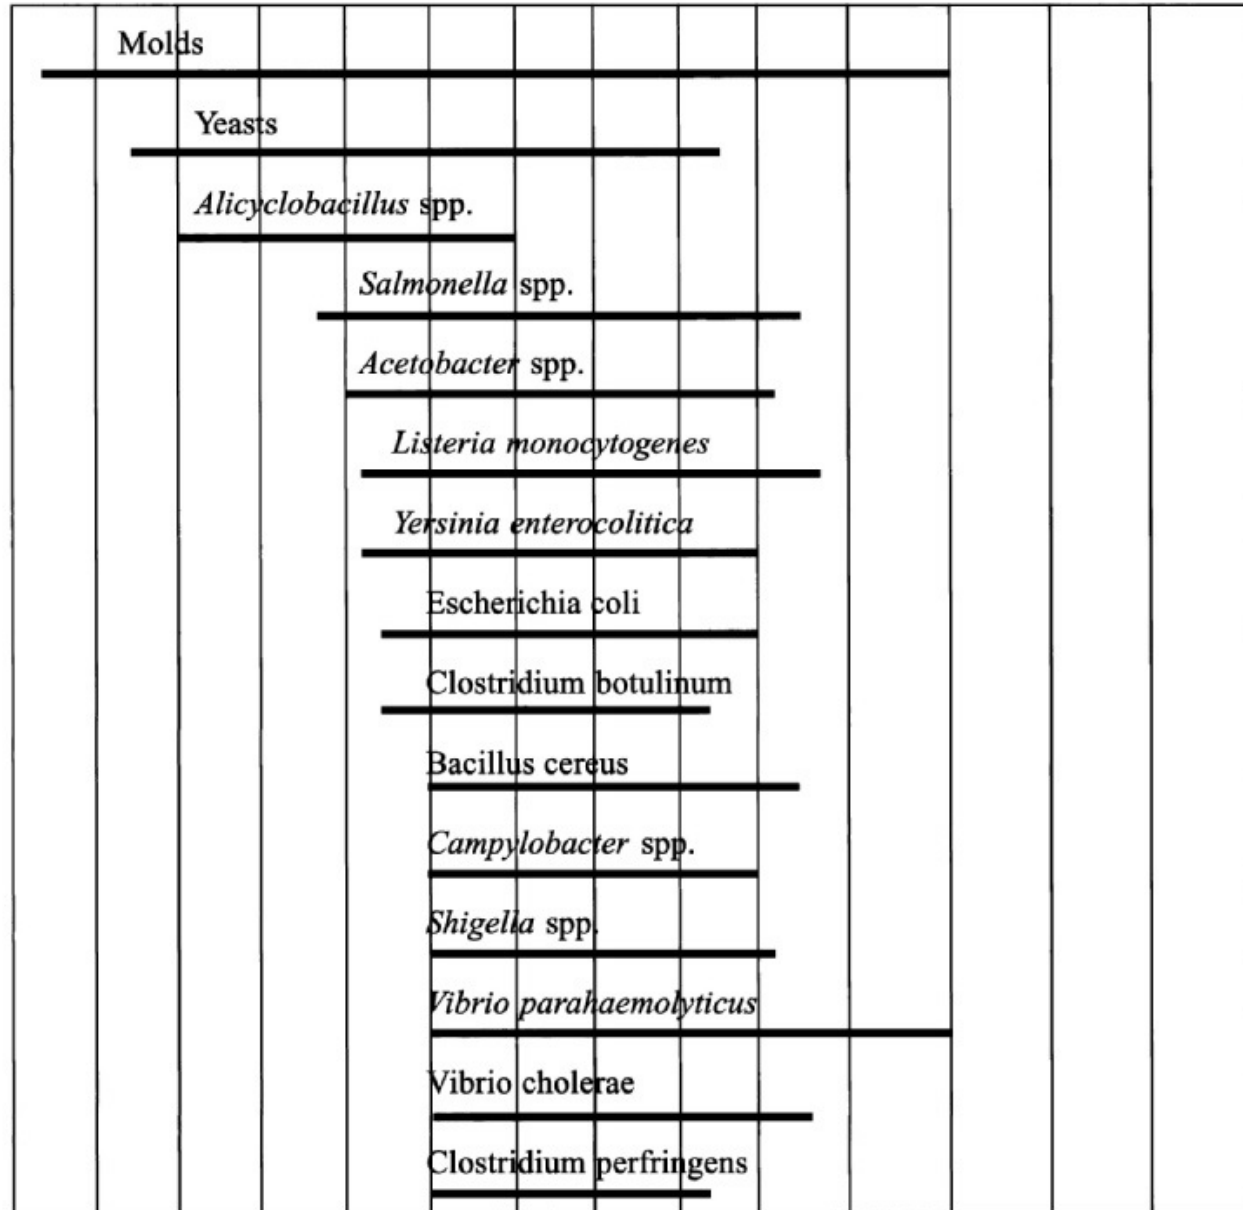 Molds
Yeasts
Alicyclobacillus spp.
Salmonella spp.
Acetobacter spp.
Listeria monocytogenes
Yersinia enterocolitica
Escherichia coli
Clostridium botulinum
Bacillus cereus
Campylobacter spp.
Shigella spp.
Vibrio parahaemolyticus
Vibrio cholerae
Clostridium perfringens